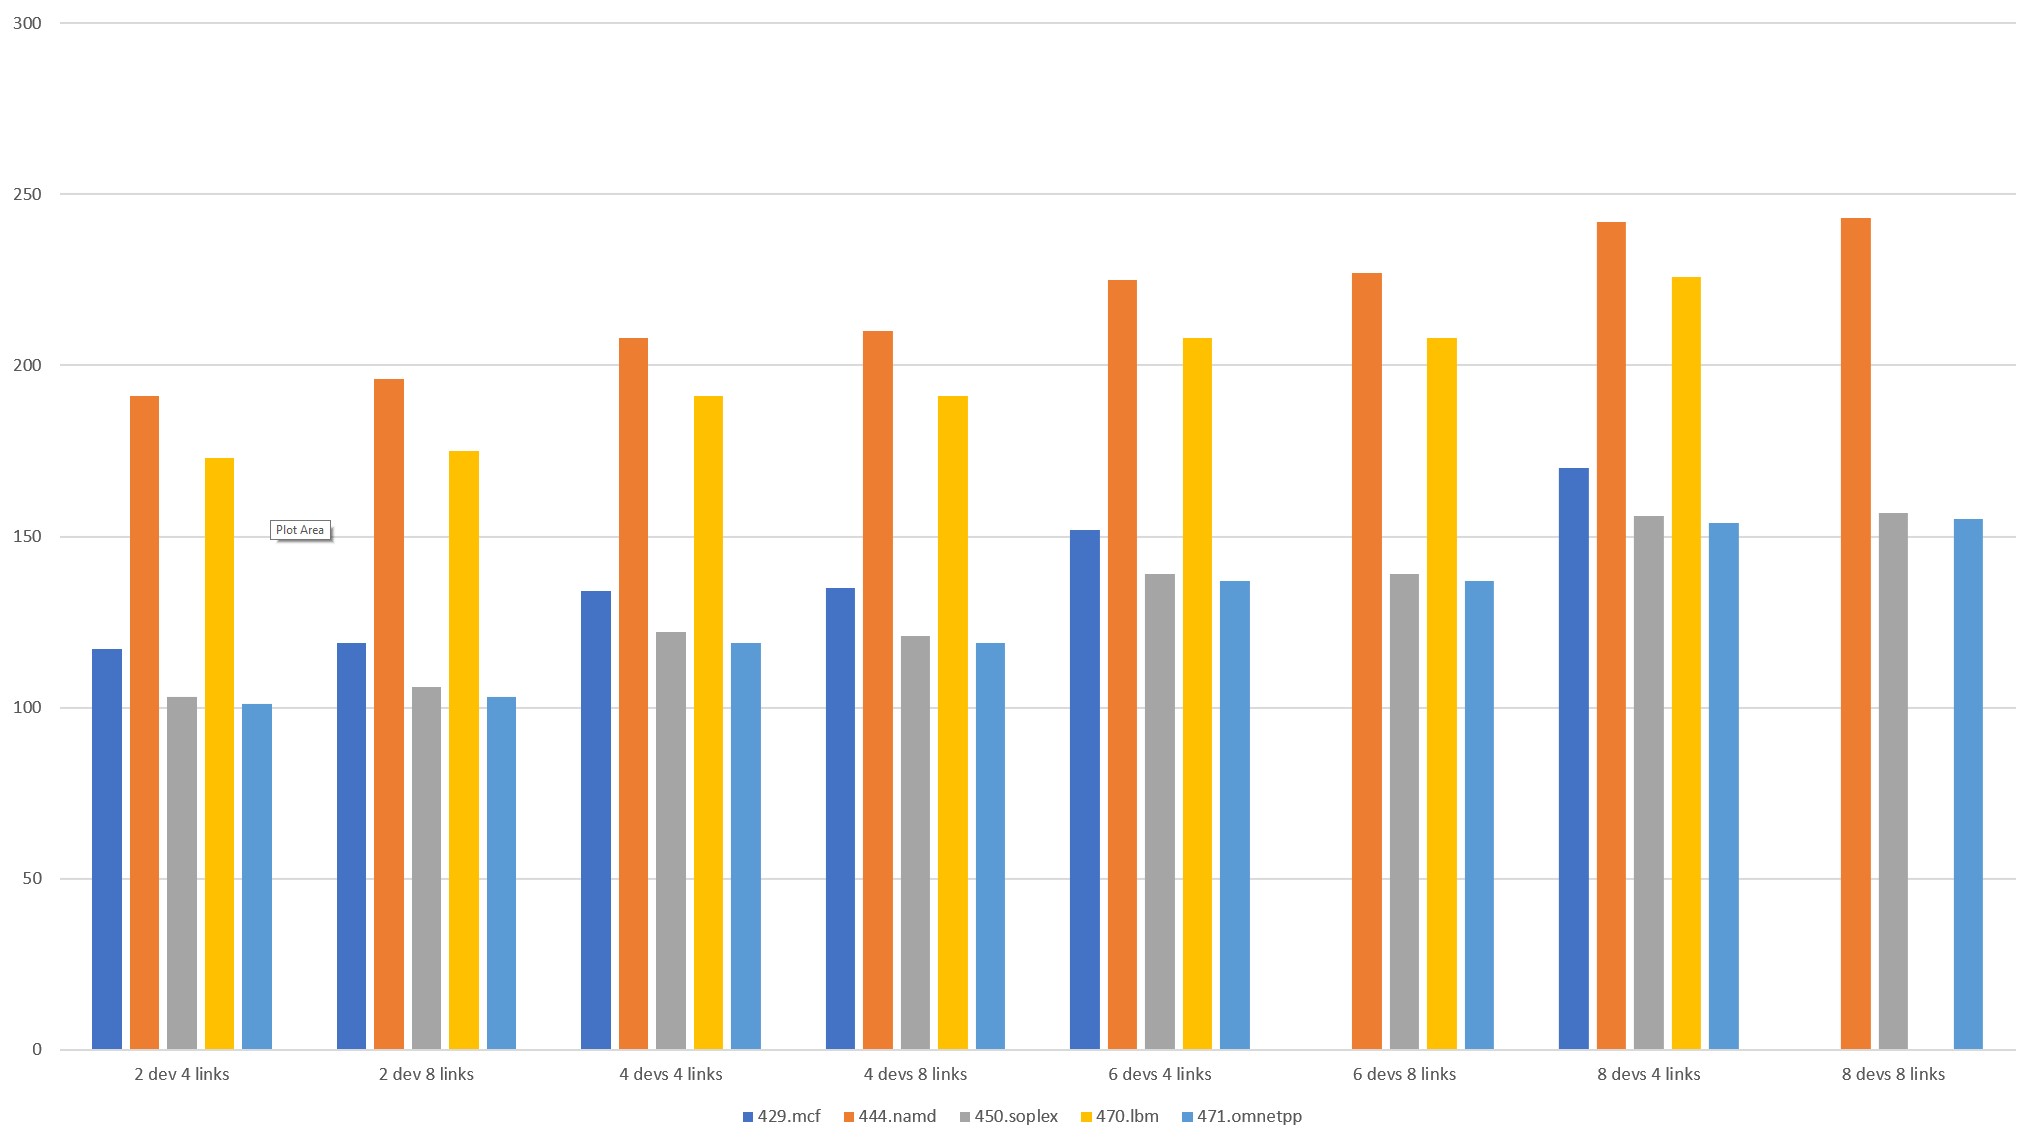 300
250
200
150
100
50
0
Plot Area
2 dev 4 links
2 dev 8 links
4 devs 4 links
4 devs 8 links
6 devs 4 links
6 devs 8 links
8 devs 4 links
8 devs 8 links
429.mcf
444.namd
450.soplex
470.lbm
471.omnetpp